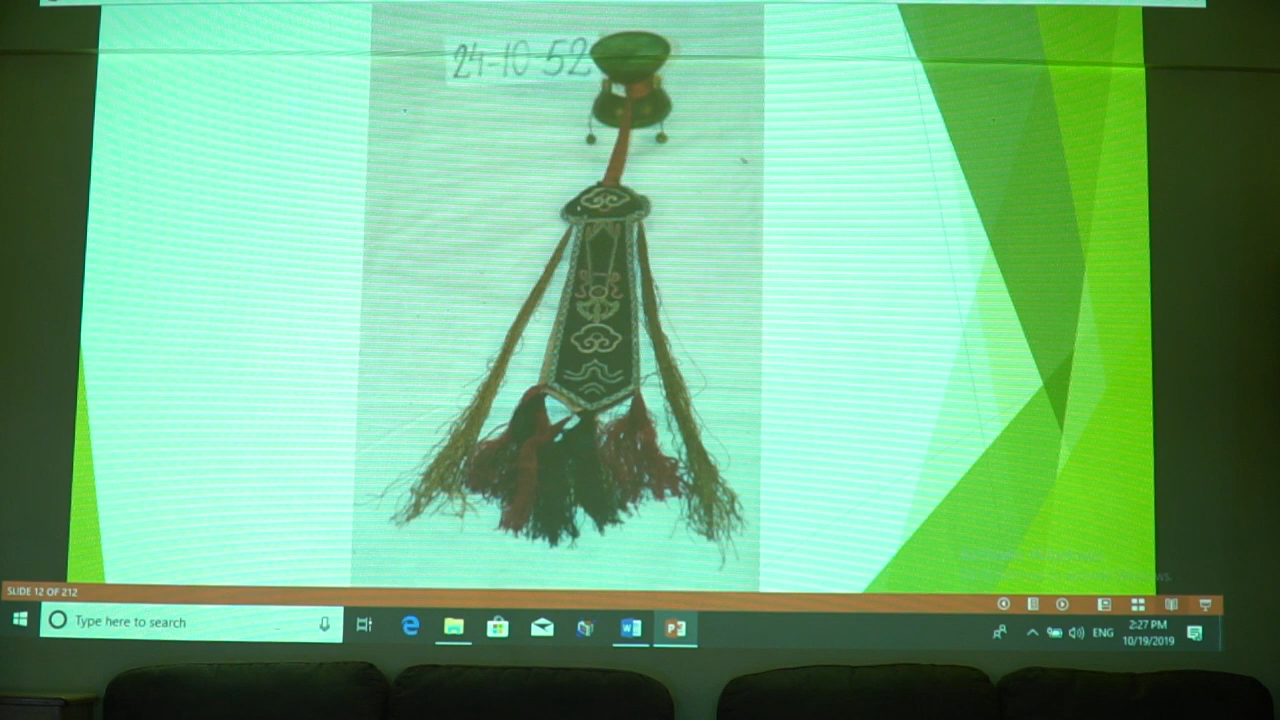 24-10-52
SLIDE 12 OF 212
Type here to search
ENG
2:27 PM
10/19/2019